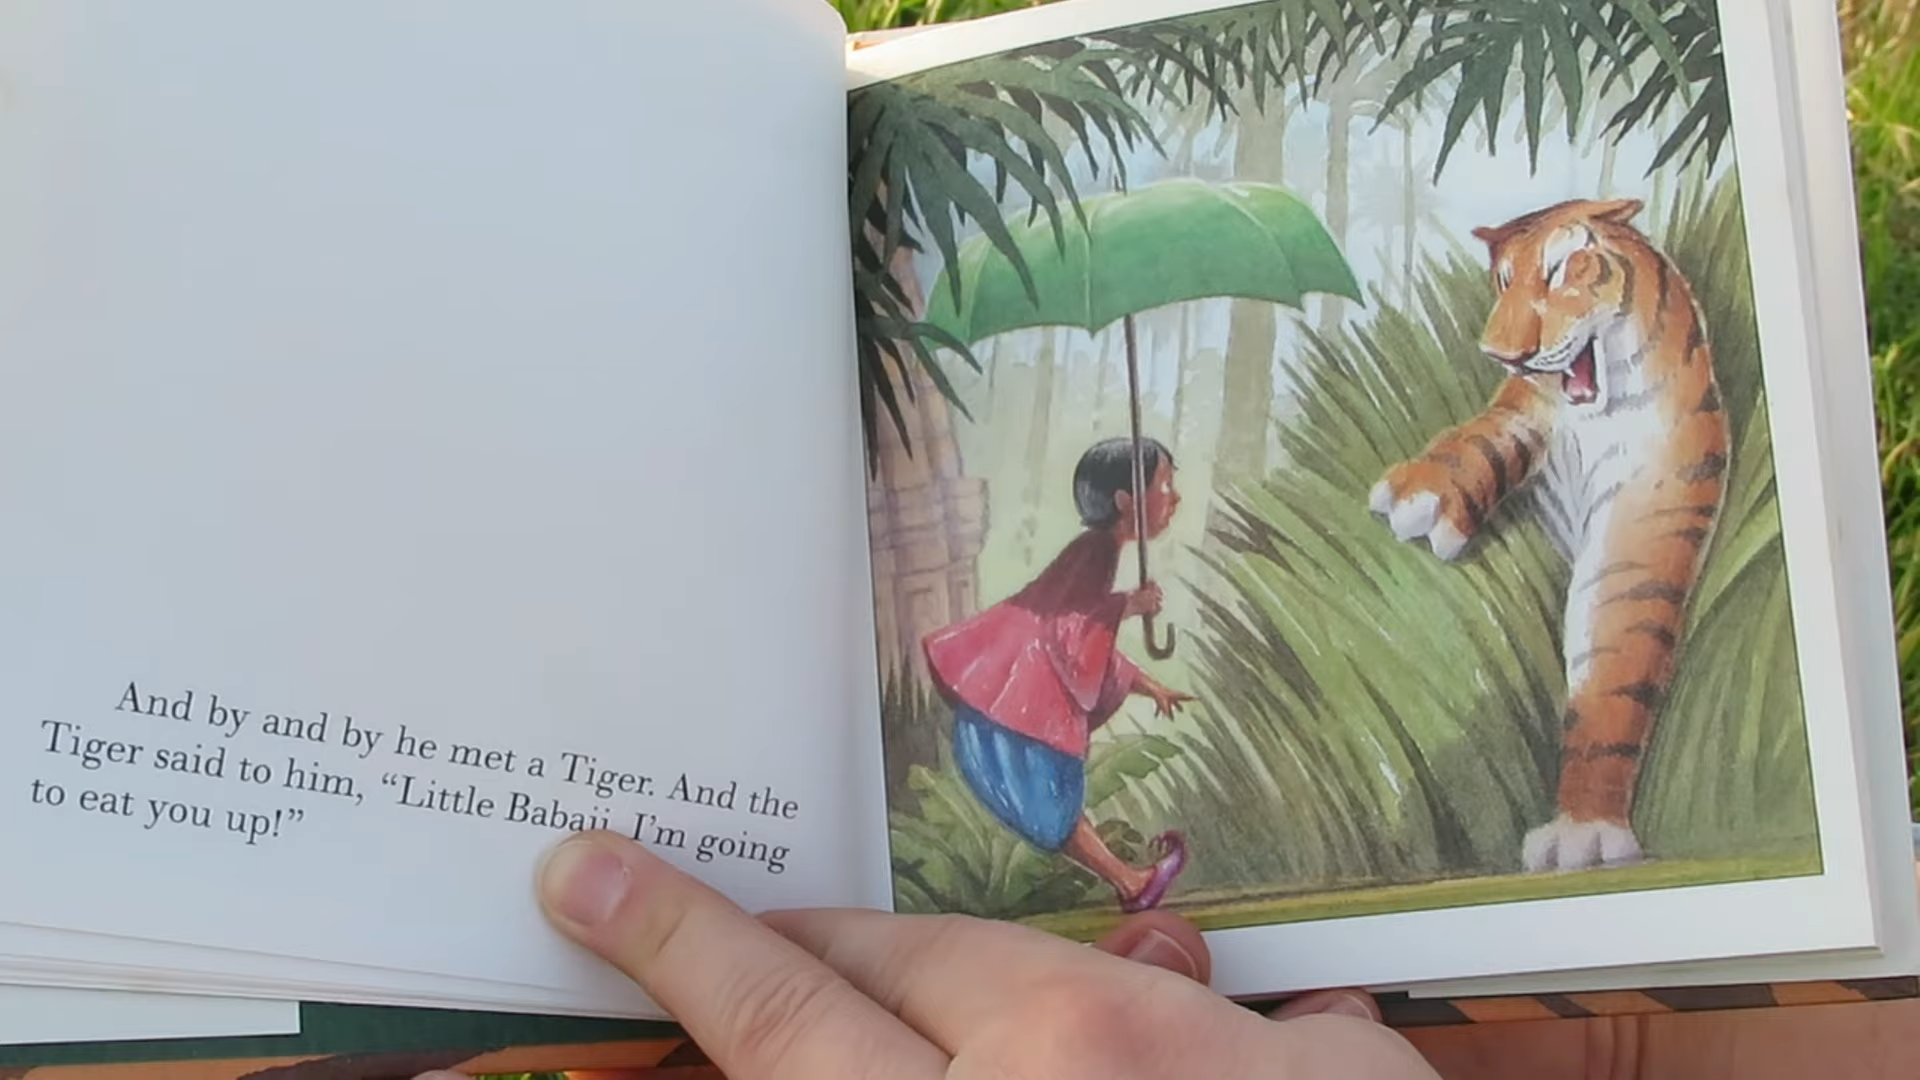 And by and by he met a Tiger. And the
Tiger said to him, “Little Babaji, I’m going
to eat you up!”